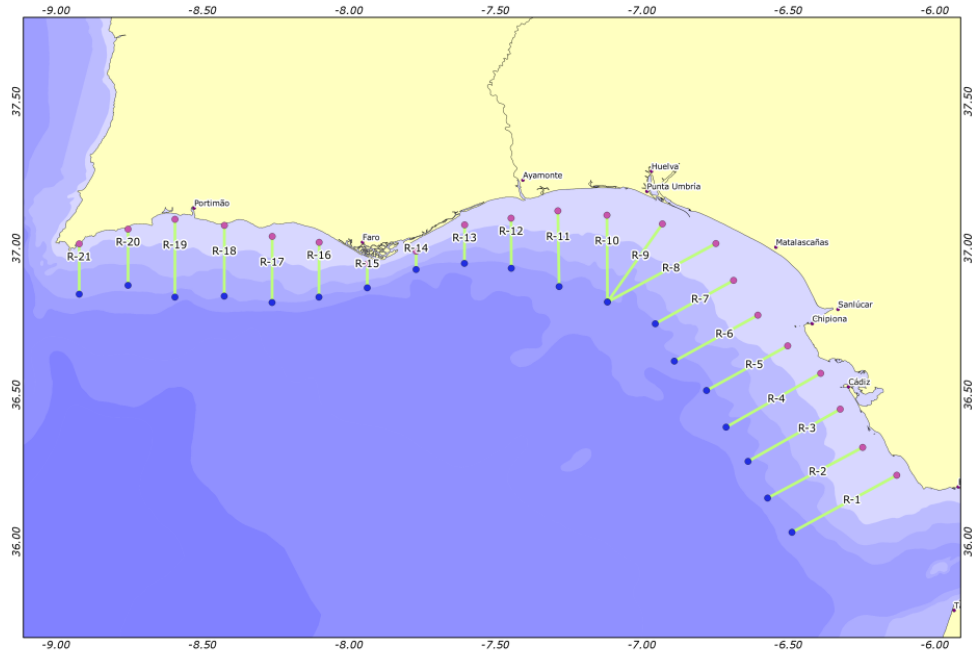 -9.00 -8.50 -8.00 -7.50 -7.00 -6.50 -6.00
37.50 37.50
Huelva
Ayamonte
Punta Umbría
Portimão
Faro
Matalascañas
37.00 37.00
R-21 R-20 R-19 R-18 R-17 R-16 R-15 R-14 R-13 R-12 R-11 R-10 R-9 R-8
R-7
Sanlúcar
Chipiona
R-6
R-5
Cádiz
36.50 36.50
R-4
R-3
R-2
R-1
36.00 36.00
-9.00 -8.50 -8.00 -7.50 -7.00 -6.50 -6.00